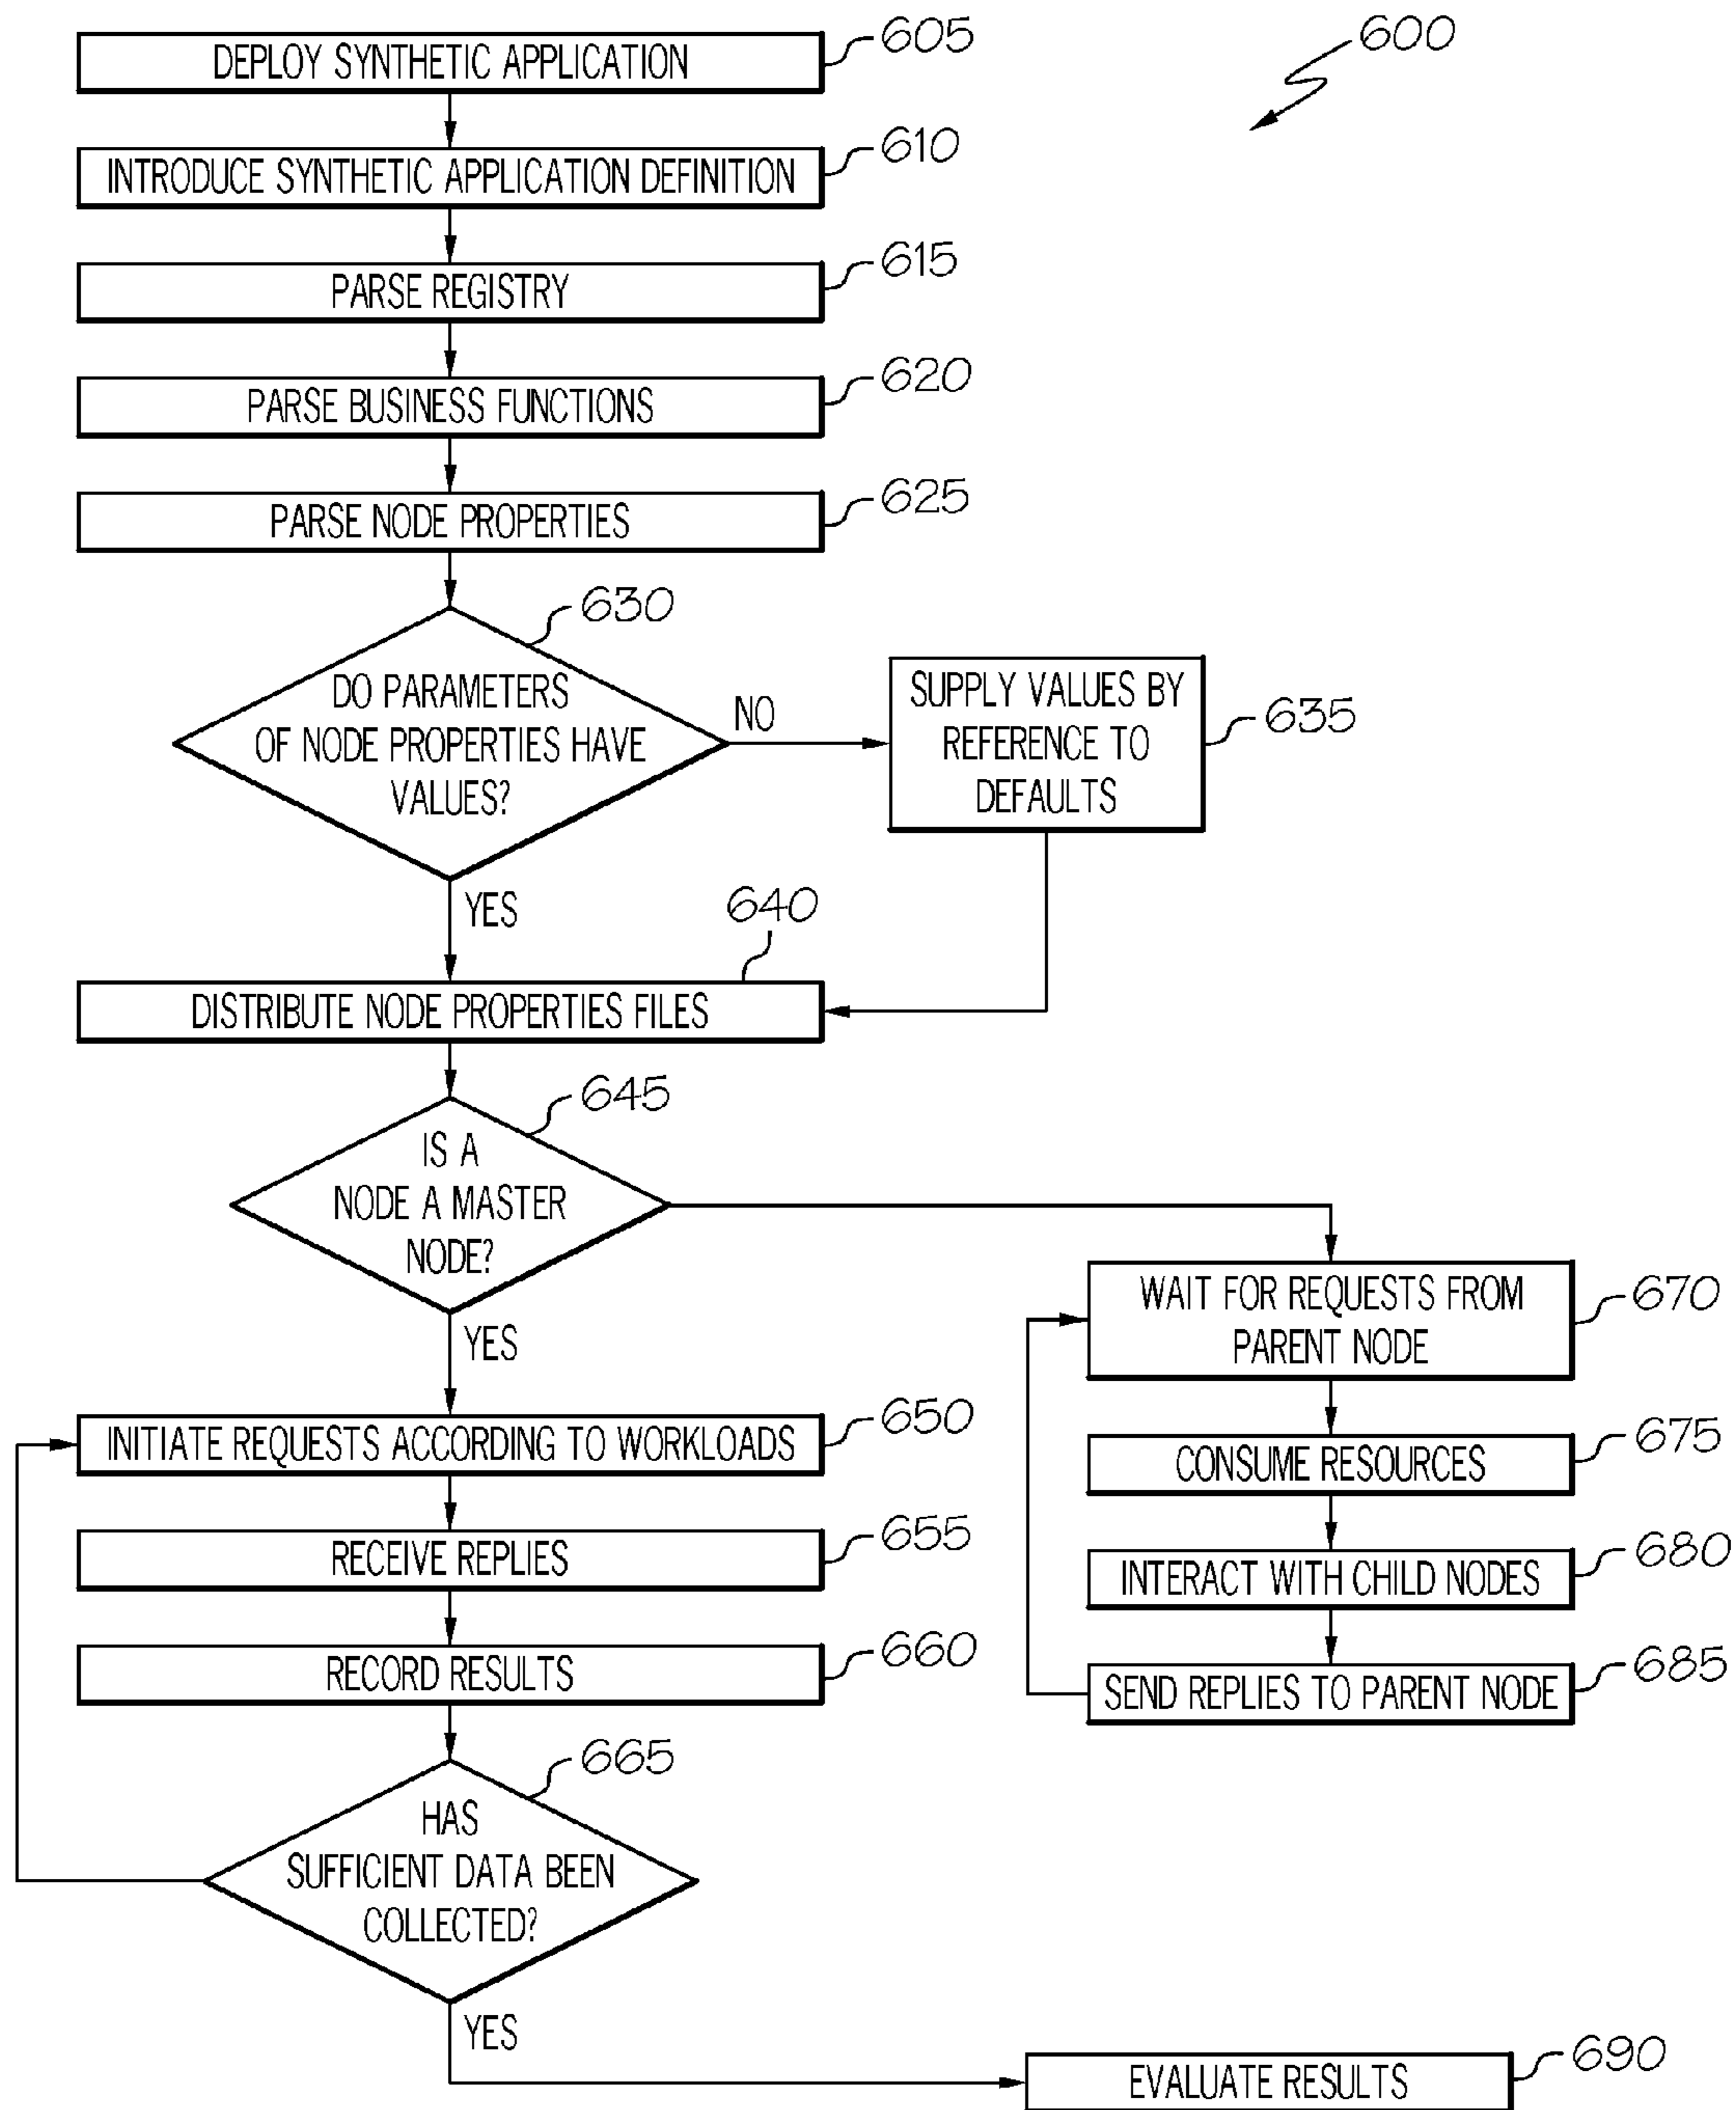 600
DEPLOY SYNTHETIC APPLICATION
605
INTRODUCE SYNTHETIC APPLICATION DEFINITION
610
PARSE REGISTRY
615
PARSE BUSINESS FUNCTIONS
620
PARSE NODE PROPERTIES
625
630
DO PARAMETERS
OF NODE PROPERTIES HAVE
VALUES?
NO
SUPPLY VALUES BY
REFERENCE TO
DEFAULTS
635
YES
640
DISTRIBUTE NODE PROPERTIES FILES
645
IS A
NODE A MASTER
NODE?
YES
INITIATE REQUESTS ACCORDING TO WORKLOADS
650
RECEIVE REPLIES
655
RECORD RESULTS
660
665
HAS
SUFFICIENT DATA BEEN
COLLECTED?
YES
WAIT FOR REQUESTS FROM
PARENT NODE
670
CONSUME RESOURCES
675
INTERACT WITH CHILD NODES
680
SEND REPLIES TO PARENT NODE
685
EVALUATE RESULTS
690